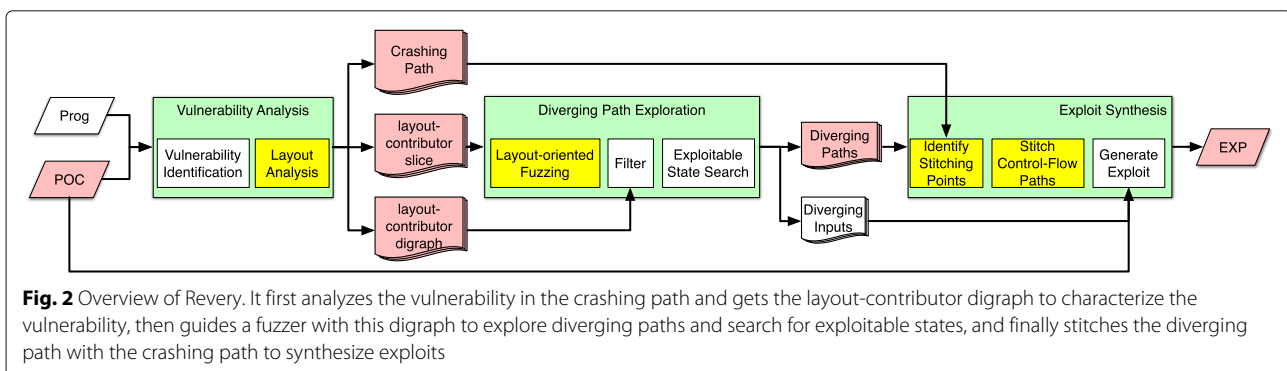 Crashing
Path
Vulnerability Analysis
Diverging Path Exploration
Exploit Synthesis
Prog
POC
Vulnerability
Identification
Layout
Analysis
layout-
contributor
slice
Layout-oriented
Fuzzing
Filter
Exploitable
State Search
Diverging
Paths
Identify
Stitching
Points
Stitch
Control-Flow
Paths
Generate
Exploit
EXP
layout-
contributor
digraph
Diverging
Inputs
Fig. 2 Overview of Revery. It first analyzes the vulnerability in the crashing path and gets the layout-contributor digraph to characterize the
vulnerability, then guides a fuzzer with this digraph to explore diverging paths and search for exploitable states, and finally stitches the diverging
path with the crashing path to synthesize exploits